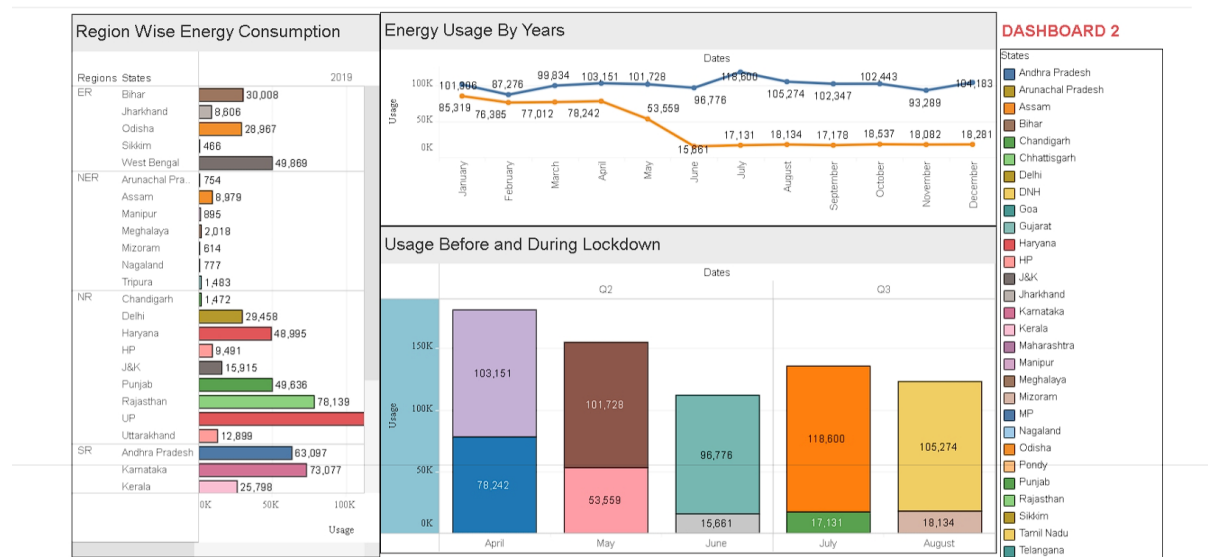 Region Wise Energy Consumption
2019
Regions States
ER
Bihar 30,008
Jharkhand 8,606
Odisha 28,967
Sikkim 466
West Bengal 49,869
NER
Arunachal Pra.. 754
Assam 8,979
Manipur 895
Meghalaya 2,018
Mizoram 614
Nagaland 777
Tripura 1,483
NR
Chandigarh 1,472
Delhi 29,458
Haryana 48,995
HP 9,491
J&K 15,915
Punjab 49,636
Rajasthan 78,139
UP
Uttarakhand 12,899
SR
Andhra Pradesh 63,097
Karnataka 73,077
Kerala 25,798
0K 50K 100K
Usage
Energy Usage By Years
Dates
Usage
100K
50K
0K
87,276 99,834 103,151 101,728 96,776 118,600 105,274 102,347 102,443 93,289 104,183
85,319 76,385 77,012 78,242 53,559 15,661 17,131 18,134 17,178 18,537 18,082 18,281
January February March April May June July August September October November December
Usage Before and During Lockdown
Dates
Q2 Q3
Usage
150K
100K
50K
0K
103,151 101,728 96,776 118,600 105,274
78,242 53,559 15,661 17,131 18,134
April May June July August
DASHBOARD 2
States
Andhra Pradesh
Arunachal Pradesh
Assam
Bihar
Chandigarh
Chhattisgarh
Delhi
DNH
Goa
Gujarat
Haryana
HP
J&K
Jharkhand
Karnataka
Kerala
Maharashtra
Manipur
Meghalaya
Mizoram
MP
Nagaland
Odisha
Pondy
Punjab
Rajasthan
Sikkim
Tamil Nadu
Telangana